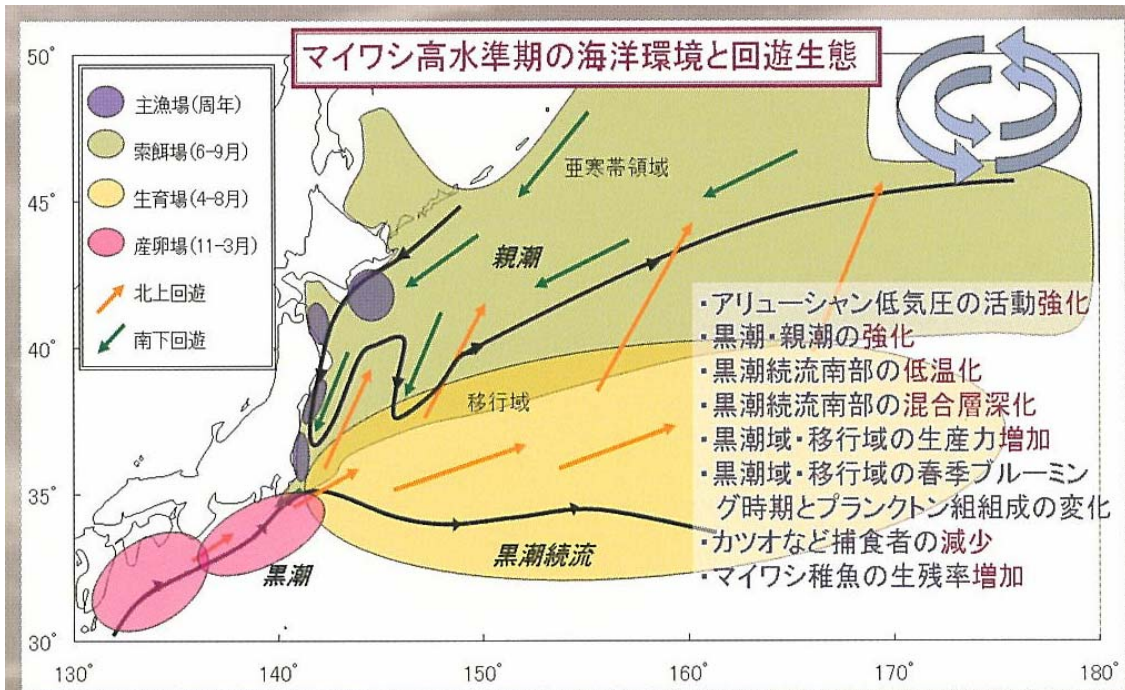 マイワシ高水準期の海洋環境と回遊生態
50°
45°
40°
35°
30°
130°
140°
150°
160°
170°
180°
主漁場(周年)
索餌場(6-9月)
生育場(4-8月)
産卵場(11-3月)
北上回遊
南下回遊
亜寒帯領域
親潮
移行域
黒潮続流
黒潮
・アリューシャン低気圧の活動強化
・黒潮・親潮の強化
・黒潮続流南部の低温化
・黒潮続流南部の混合層深化
・黒潮域・移行域の生産力増加
・黒潮域・移行域の春季ブルーミン
グ時期とプランクトン組組成の変化
・カツオなど捕食者の減少
・マイワシ稚魚の生残率増加